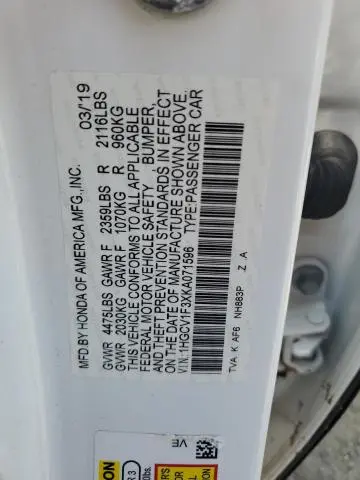 MFD.BY HONDA OF AMERICA MFG.,INC. 03/'19
GVWR 4475LBS GAWR F 2359LBS R 2116LBS
GVWR 2030KG GAWR F 1070KG R 960KG
THIS VEHICLE CONFORMS TO ALL APPLICABLE
FEDERAL MOTOR VEHICLE SAFETY BUMPER,
AND THEFT PREVENTION STANDARDS IN EFFECT
ON THE DATE OF MANUFACTURE SHOWN ABOVE.
V.I.N.:1HGCV1F3XKA071596 TYPE:PASSENGER CAR
TVA K AF6 NH883P Z A
VE
ION
R 3